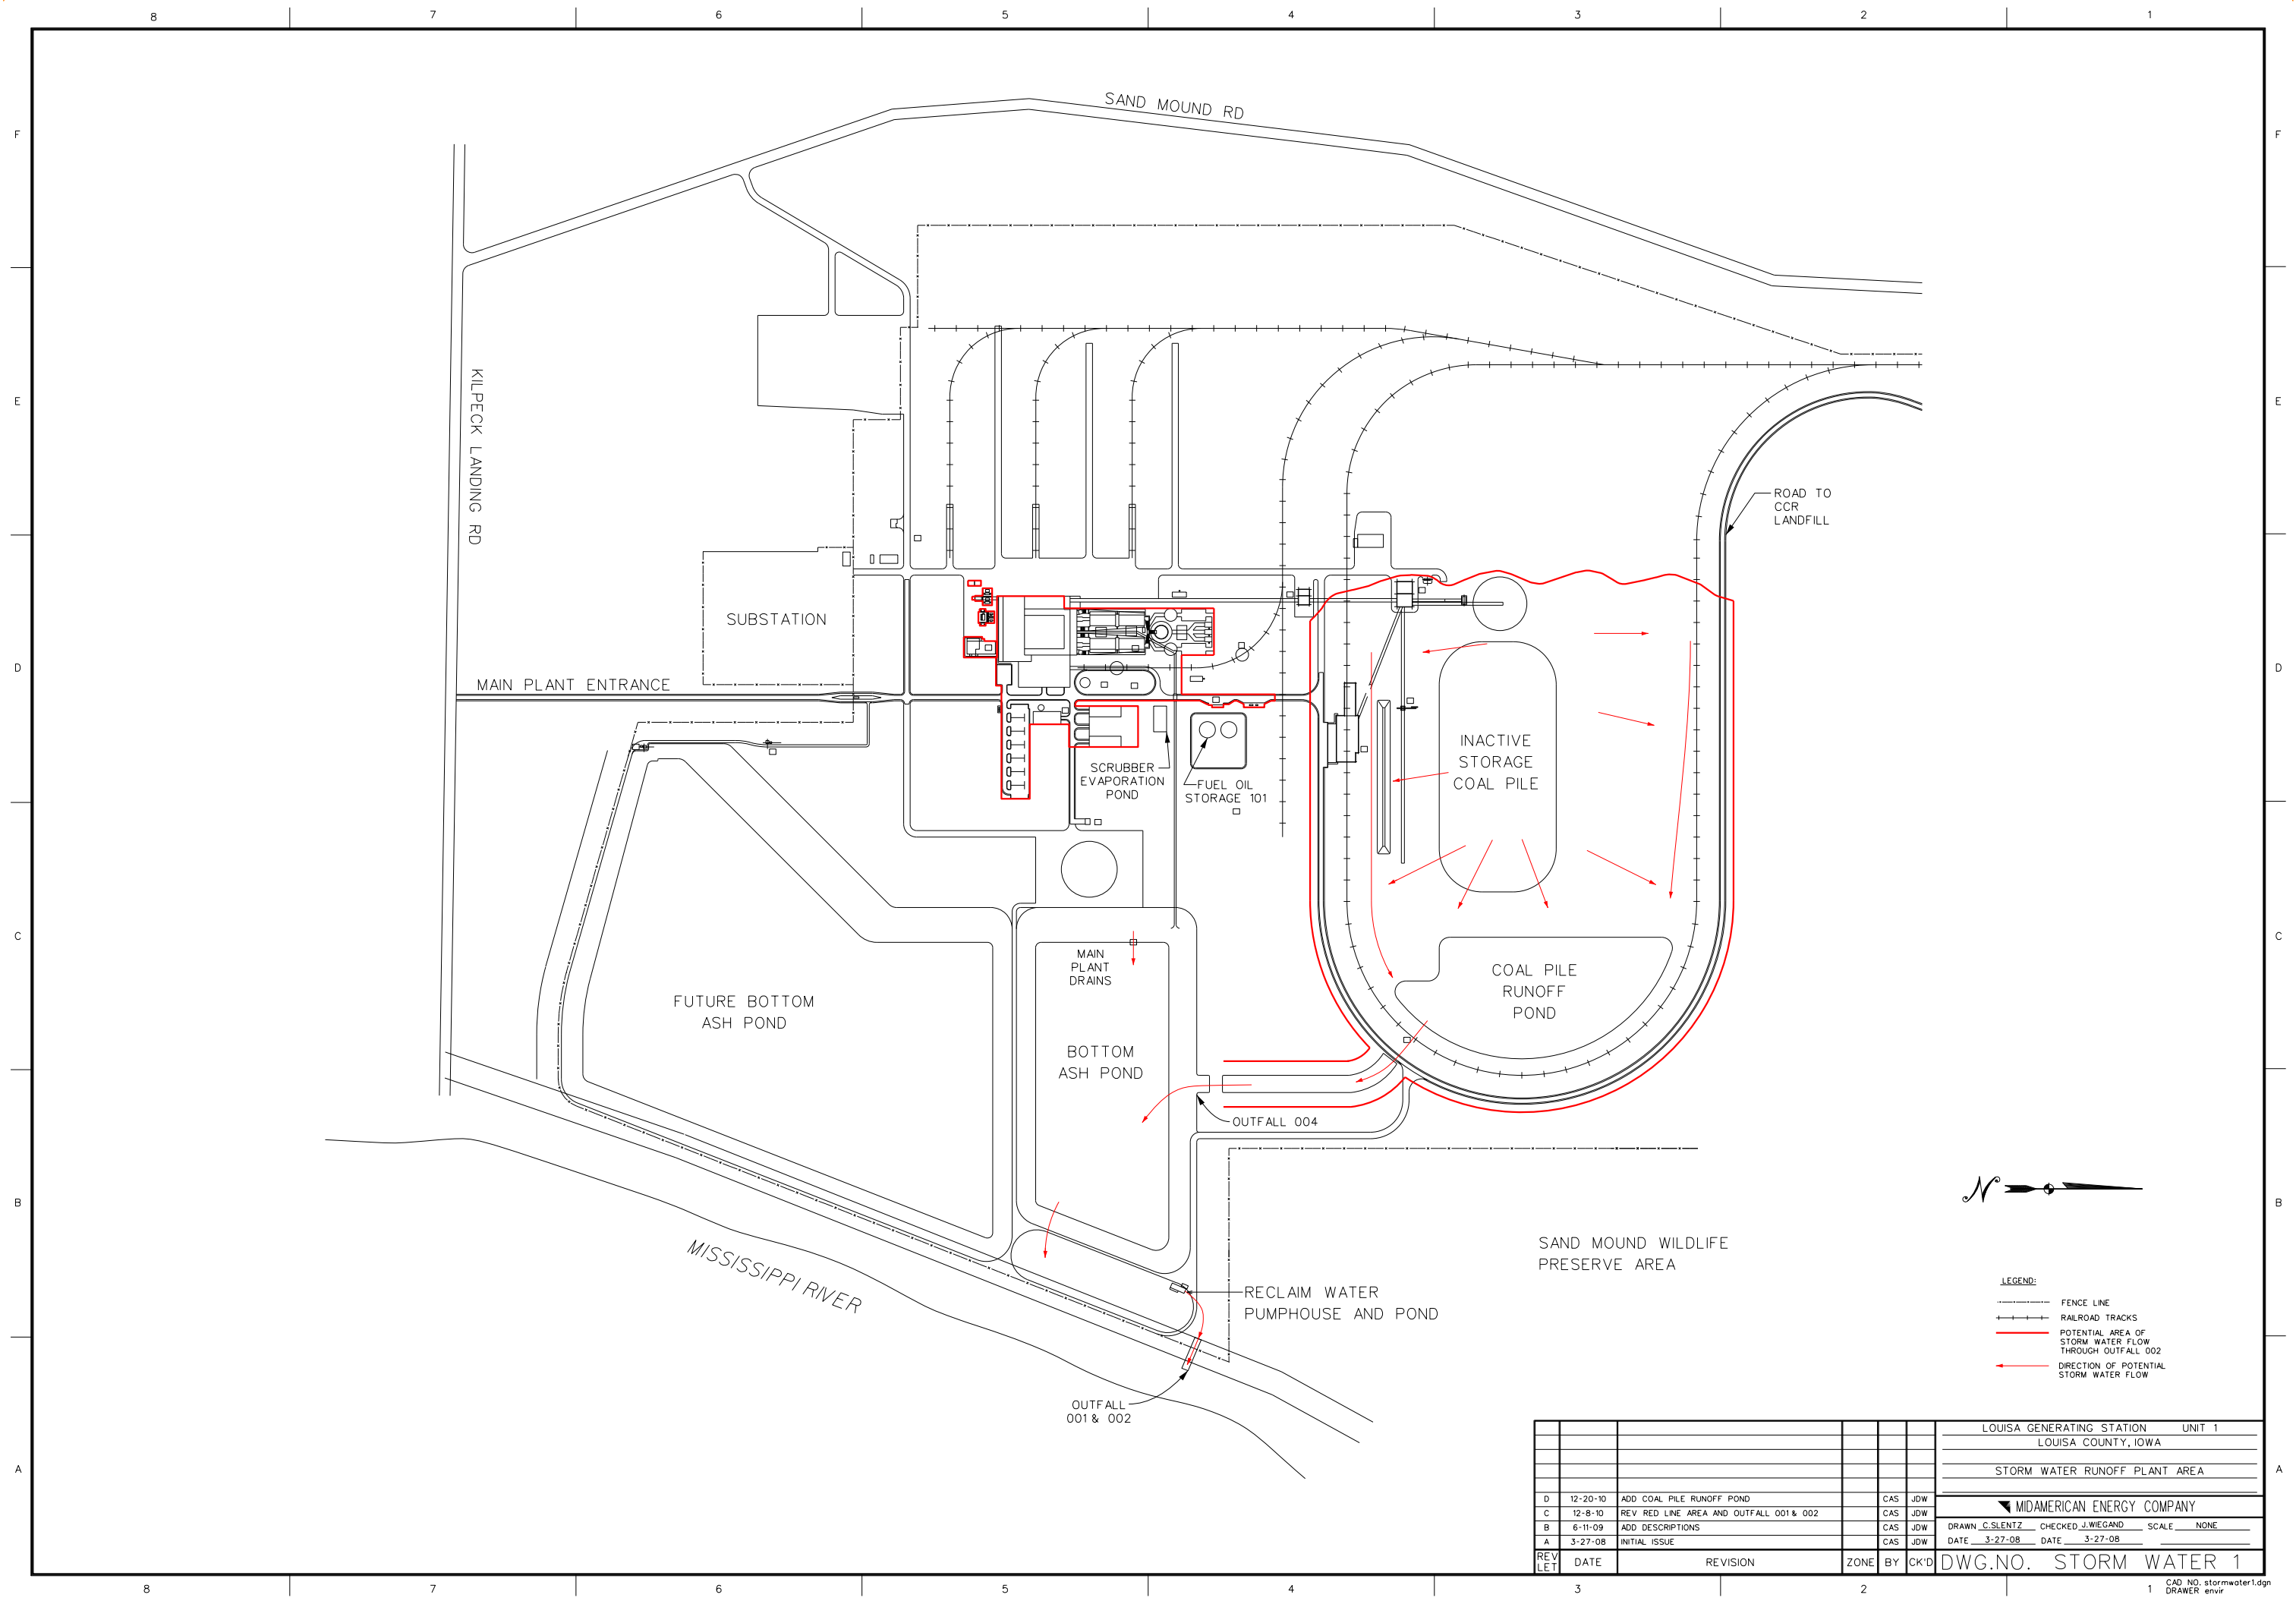 8 7 6 5 4 3 2 1
F F
SAND MOUND RD
E E
KILPECK LANDING RD
ROAD TO
CCR
LANDFILL
SUBSTATION
D D
MAIN PLANT ENTRANCE
INACTIVE
STORAGE
COAL PILE
SCRUBBER
EVAPORATION
POND
FUEL OIL
STORAGE 101
C C
MAIN
PLANT
DRAINS
COAL PILE
RUNOFF
POND
FUTURE BOTTOM
ASH POND
BOTTOM
ASH POND
OUTFALL 004
N
B B
SAND MOUND WILDLIFE
PRESERVE AREA
MISSISSIPPI RIVER
RECLAIM WATER
PUMPHOUSE AND POND
LEGEND:
FENCE LINE
RAILROAD TRACKS
POTENTIAL AREA OF
STORM WATER FLOW
THROUGH OUTFALL 002
DIRECTION OF POTENTIAL
STORM WATER FLOW
OUTFALL
001 & 002
A A
LOUISA GENERATING STATION UNIT 1
LOUISA COUNTY, IOWA
STORM WATER RUNOFF PLANT AREA
D 12-20-10 ADD COAL PILE RUNOFF POND CAS JDW
C 12-8-10 REV RED LINE AREA AND OUTFALL 001 & 002 CAS JDW
B 6-11-09 ADD DESCRIPTIONS CAS JDW
A 3-27-08 INITIAL ISSUE CAS JDW
REV LET DATE REVISION ZONE BY CK'D
MIDAMERICAN ENERGY COMPANY
DRAWN C.SLENTZ CHECKED J.WIEGAND SCALE NONE
DATE 3-27-08 DATE 3-27-08
DWG.NO. STORM WATER 1
8 7 6 5 4 3 2 1
CAD NO. stormwater1.dgn
DRAWER envir